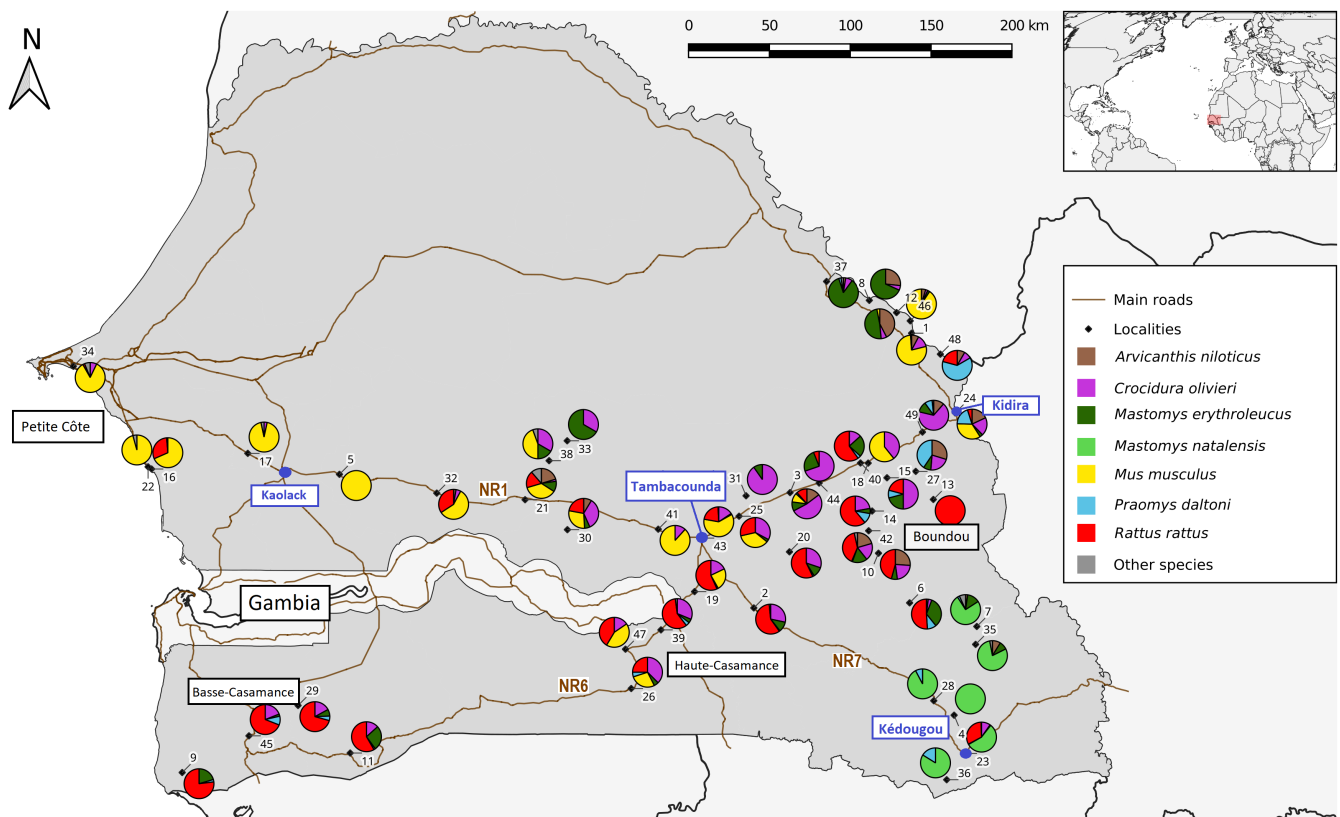 N
0 50 100 150 200 km
37
8
12
46
1
48
34
Petite Côte
24
Kidira
49
22
16
17
Kaolack
5
32
NR1
21
38
33
30
Tambacounda
41
43
31
25
3
44
18
40
15
27
13
14
Boundou
42
10
20
19
2
6
7
35
Gambia
47
39
Haute-Casamance
26
NR6
NR7
28
4
Kédougou
23
36
Basse-Casamance
29
45
11
9
Main roads
Localities
Arvicanthis niloticus
Crocidura olivieri
Mastomys erythroleucus
Mastomys natalensis
Mus musculus
Praomys daltoni
Rattus rattus
Other species